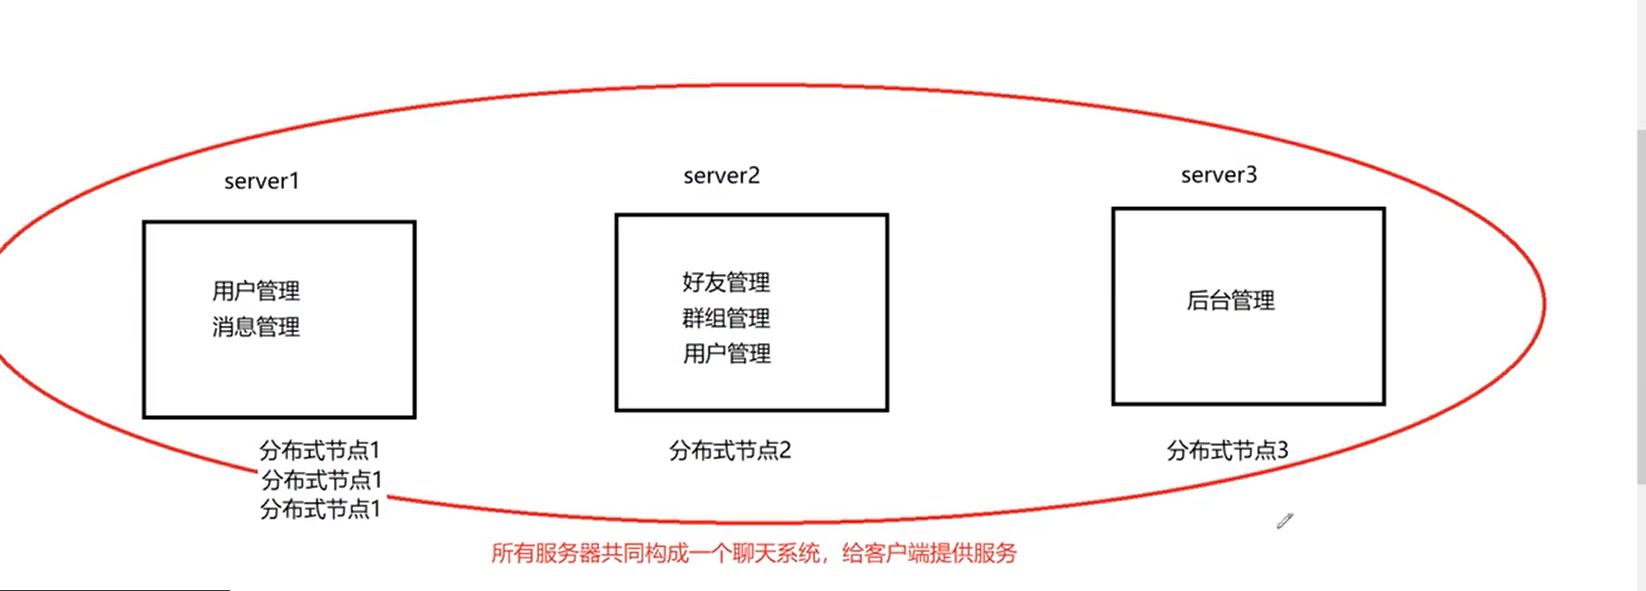 server1
server2
server3
用户管理
消息管理
好友管理
群组管理
用户管理
后台管理
分布式节点1
分布式节点1
分布式节点1
分布式节点2
分布式节点3
所有服务器共同构成一个聊天系统，给客户端提供服务